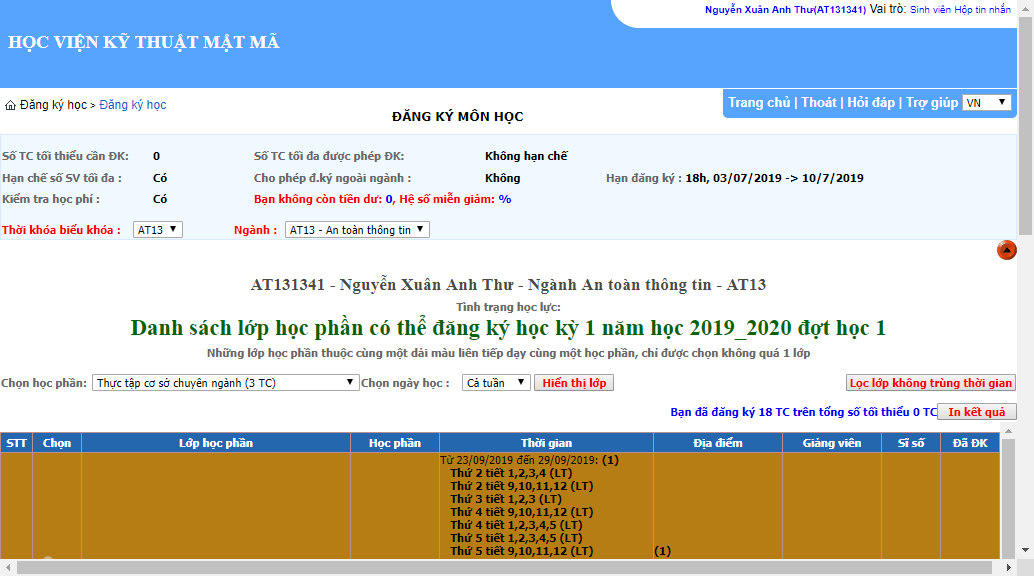 Nguyễn Xuân Anh Thư(AT131341) Vai trò: Sinh viên Hộp tin nhắn
HỌC VIỆN KỸ THUẬT MẬT MÃ
Đăng ký học > Đăng ký học
Trang chủ | Thoát | Hỏi đáp | Trợ giúp VN
ĐĂNG KÝ MÔN HỌC
Số TC tối thiểu cần ĐK: 0 Số TC tối đa được phép ĐK: Không hạn chế
Hạn chế số SV tối đa : Có Cho phép đ.ký ngoài ngành : Không Hạn đăng ký : 18h, 03/07/2019 -> 10/7/2019
Kiểm tra học phí : Có Bạn không còn tiền dư: 0, Hệ số miễn giảm: %
Thời khóa biểu khóa : AT13 Ngành : AT13 - An toàn thông tin
AT131341 - Nguyễn Xuân Anh Thư - Ngành An toàn thông tin - AT13
Tình trạng học lực:
Danh sách lớp học phần có thể đăng ký học kỳ 1 năm học 2019_2020 đợt học 1
Những lớp học phần thuộc cùng một dải màu liên tiếp dạy cùng một học phần, chỉ được chọn không quá 1 lớp
Chọn học phần: Thực tập cơ sở chuyên ngành (3 TC) Chọn ngày học : Cả tuần Hiển thị lớp Lọc lớp không trùng thời gian
Bạn đã đăng ký 18 TC trên tổng số tối thiểu 0 TC In kết quả
STT Chọn Lớp học phần Học phần Thời gian Địa điểm Giảng viên Sĩ số Đã ĐK
Từ 23/09/2019 đến 29/09/2019: (1)
Thứ 2 tiết 1,2,3,4 (LT)
Thứ 2 tiết 9,10,11,12 (LT)
Thứ 3 tiết 1,2,3 (LT)
Thứ 4 tiết 9,10,11,12 (LT)
Thứ 4 tiết 1,2,3,4,5 (LT)
Thứ 5 tiết 1,2,3,4,5 (LT)
Thứ 5 tiết 9,10,11,12 (LT) (1)